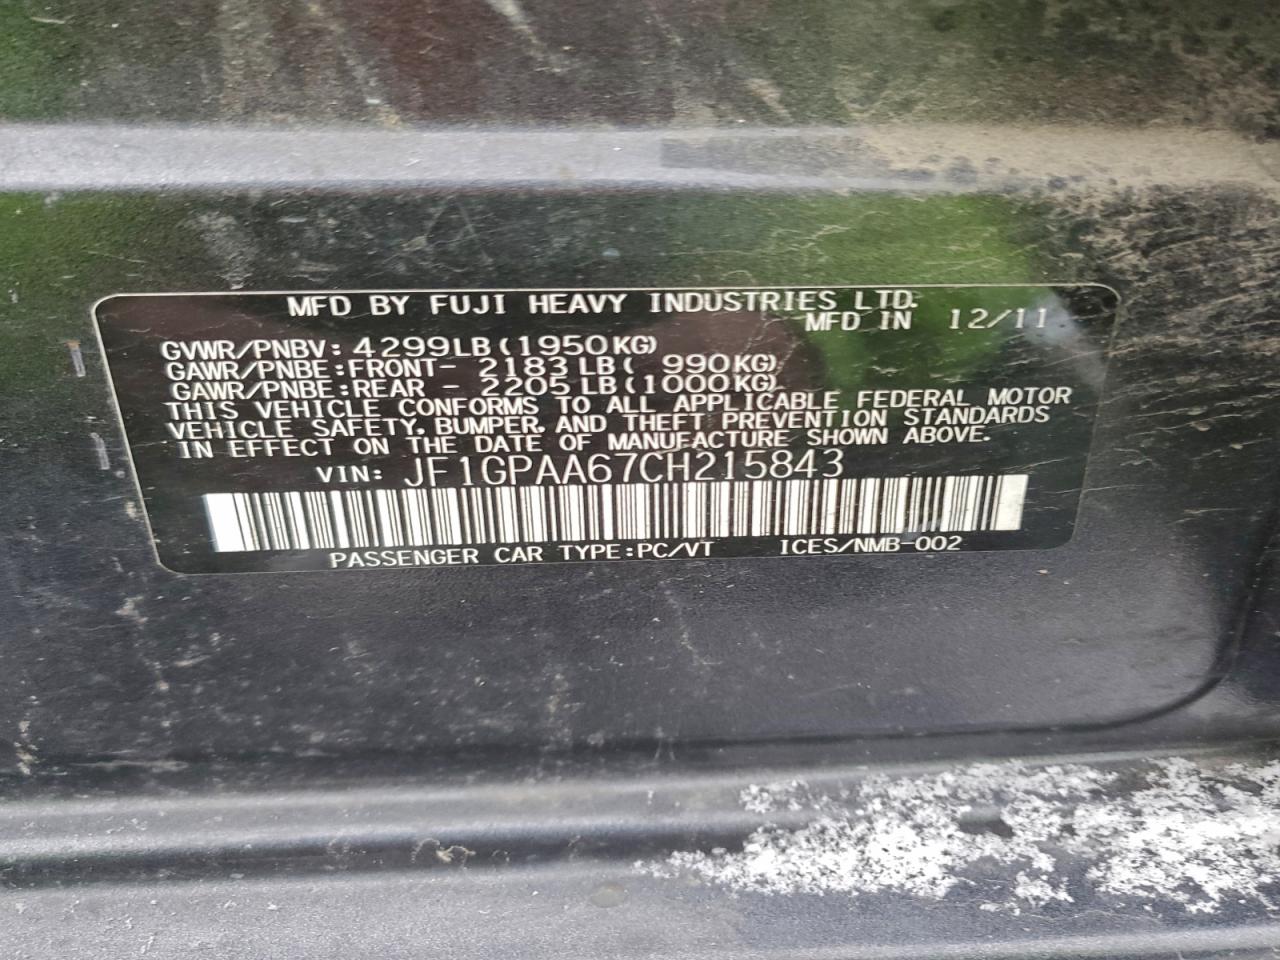 MFD BY FUJI HEAVY INDUSTRIES LTD.
MFD IN 12/11
GVWR/PNBV: 4299LB(1950KG)
GAWR/PNBE:FRONT- 2183LB( 990KG)
GAWR/PNBE:REAR - 2205LB(1000KG)
THIS VEHICLE CONFORMS TO ALL APPLICABLE FEDERAL MOTOR
VEHICLE SAFETY, BUMPER, AND THEFT PREVENTION STANDARDS
IN EFFECT ON THE DATE OF MANUFACTURE SHOWN ABOVE.
VIN: JF1GPAA67CH215843
PASSENGER CAR TYPE:PC/VT ICES/NMB-002